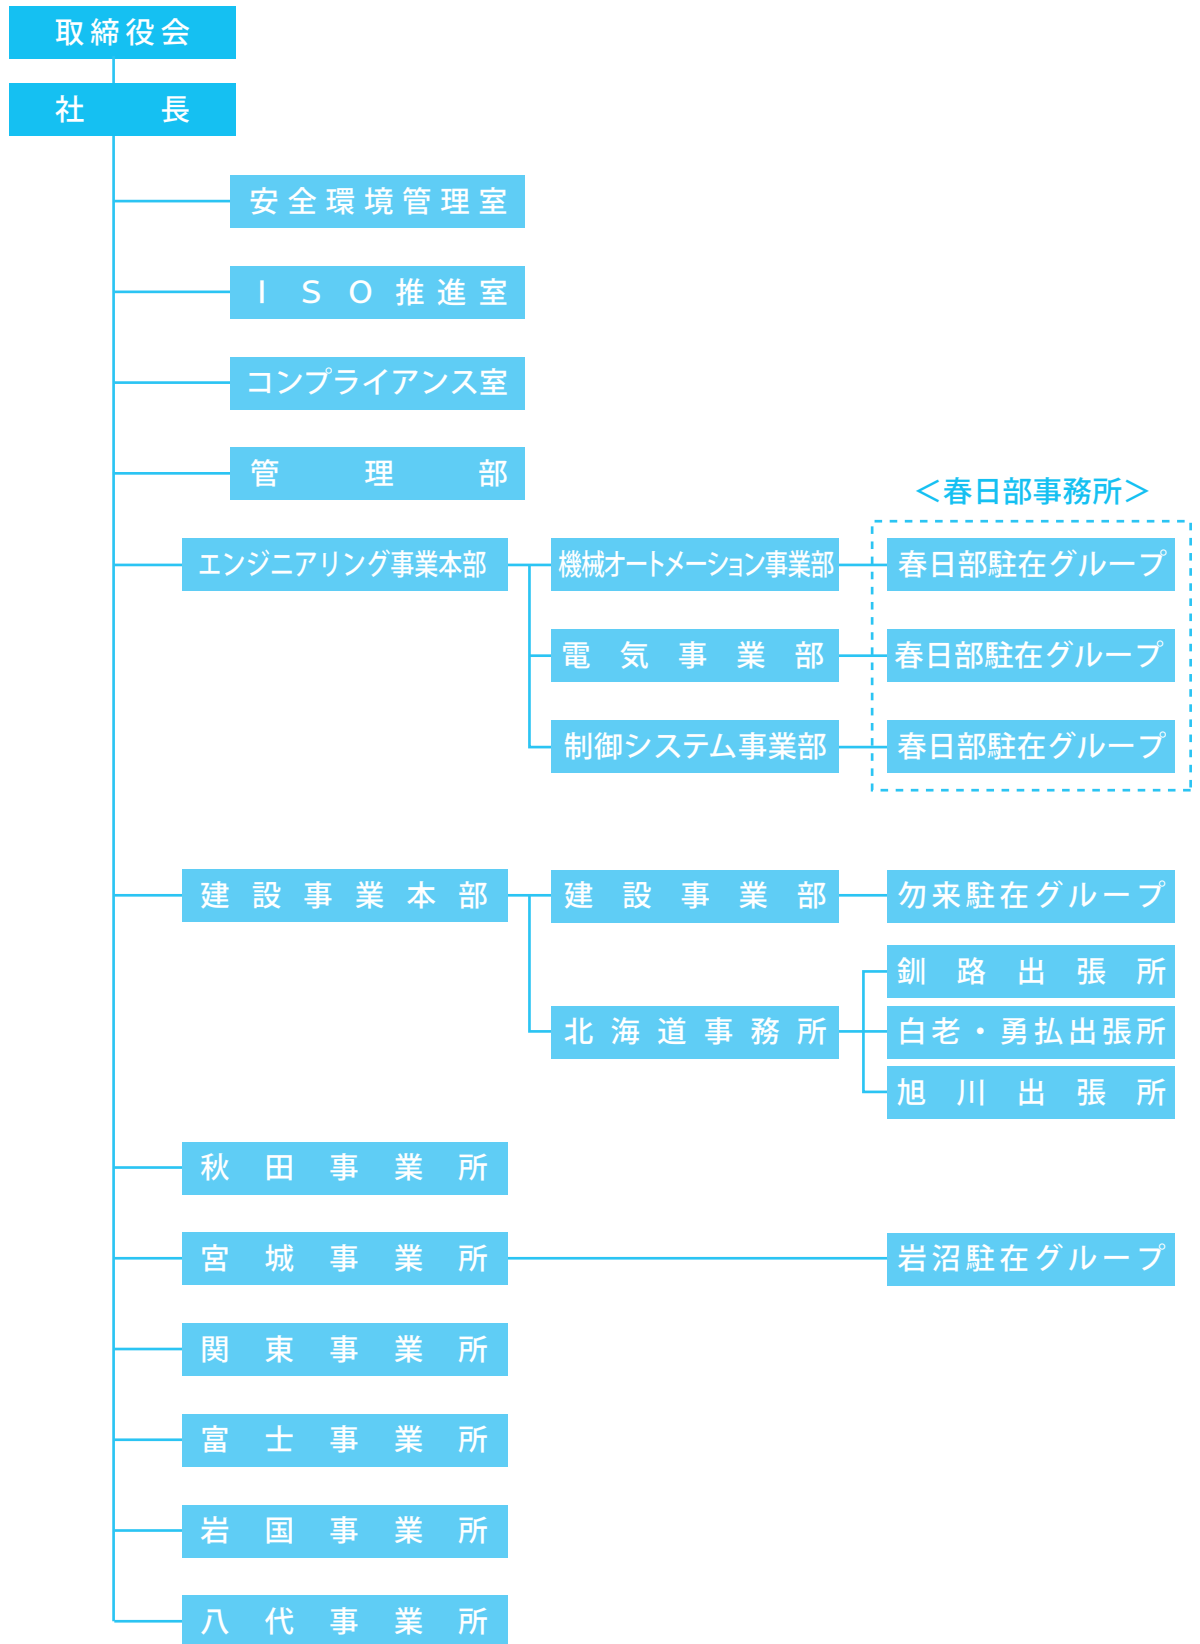 取締役会
社長
安全環境管理室
ISO推進室
コンプライアンス室
管理部
＜春日部事務所＞
エンジニアリング事業本部
機械オートメーション事業部
春日部駐在グループ
電気事業部
春日部駐在グループ
制御システム事業部
春日部駐在グループ
建設事業本部
建設事業部
勿来駐在グループ
釧路出張所
北海道事務所
白老・勇払出張所
旭川出張所
秋田事業所
宮城事業所
岩沼駐在グループ
関東事業所
富士事業所
岩国事業所
八代事業所